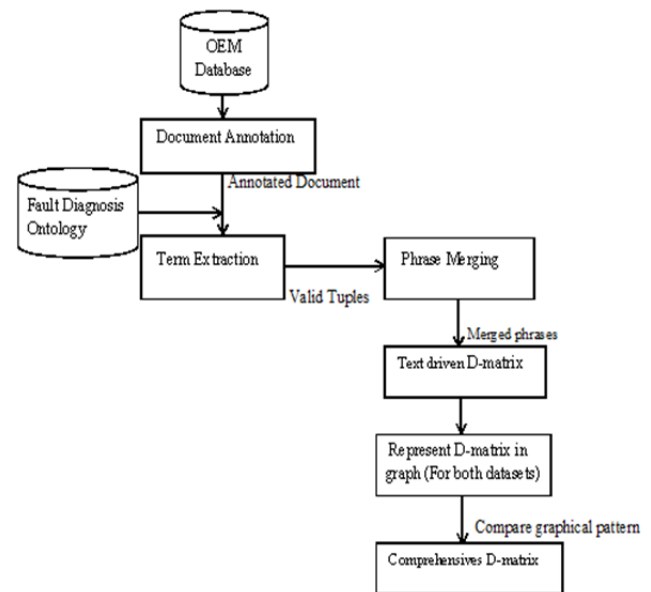 OEM
Database
Document Annotation
Annotated Document
Fault Diagnosis
Ontology
Term Extraction
Valid Tuples
Phrase Merging
Merged phrases
Text driven D-matrix
Represent D-matrix in
graph (For both datasets)
Compare graphical pattern
Comprehensives D-matrix